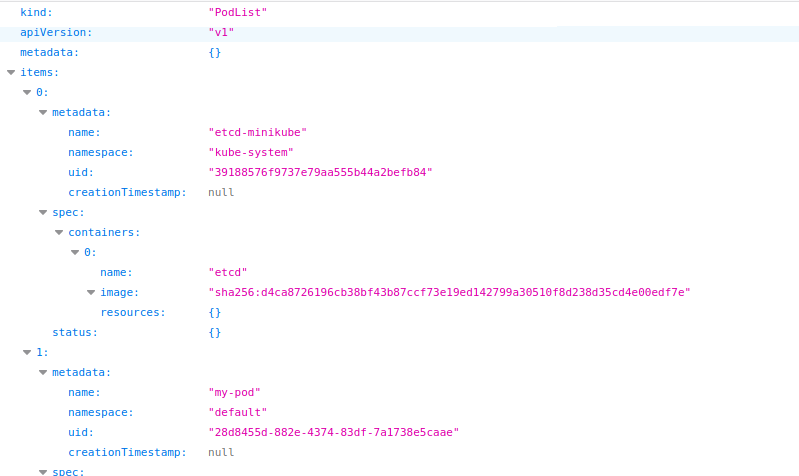 kind: "PodList"
apiVersion: "v1"
metadata: {}
items:
0:
metadata:
name: "etcd-minikube"
namespace: "kube-system"
uid: "39188576f9737e79aa555b44a2befb84"
creationTimestamp: null
spec:
containers:
0:
name: "etcd"
image: "sha256:d4ca8726196cb38bf43b87ccf73e19ed142799a30510f8d238d35cd4e00edf7e"
resources: {}
status: {}
1:
metadata:
name: "my-pod"
namespace: "default"
uid: "28d8455d-882e-4374-83df-7a1738e5caae"
creationTimestamp: null
spec: